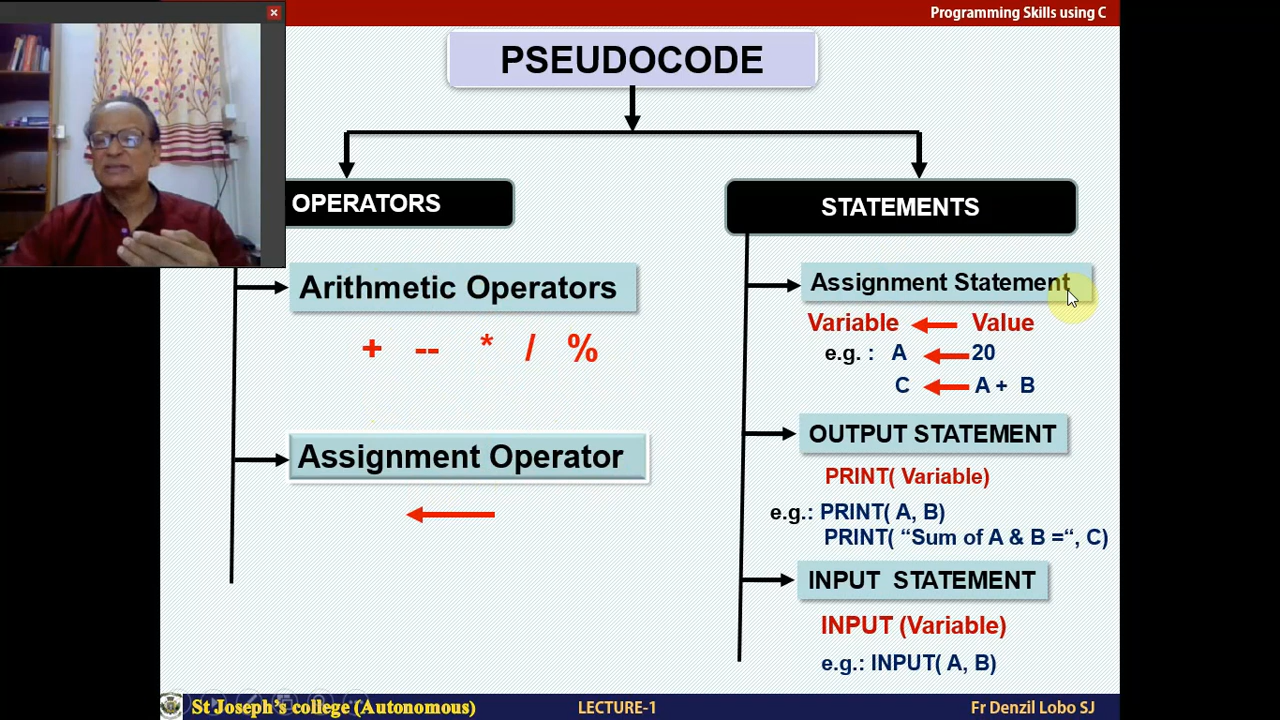 Programming Skills using C
PSEUDOCODE
OPERATORS
Arithmetic Operators
+ -- * / %
Assignment Operator
STATEMENTS
Assignment Statement
Variable ← Value
e.g. : A ← 20
C ← A + B
OUTPUT STATEMENT
PRINT( Variable)
e.g.: PRINT( A, B)
PRINT( “Sum of A & B =“, C)
INPUT STATEMENT
INPUT (Variable)
e.g.: INPUT( A, B)
St Joseph's college (Autonomous) LECTURE-1 Fr Denzil Lobo SJ